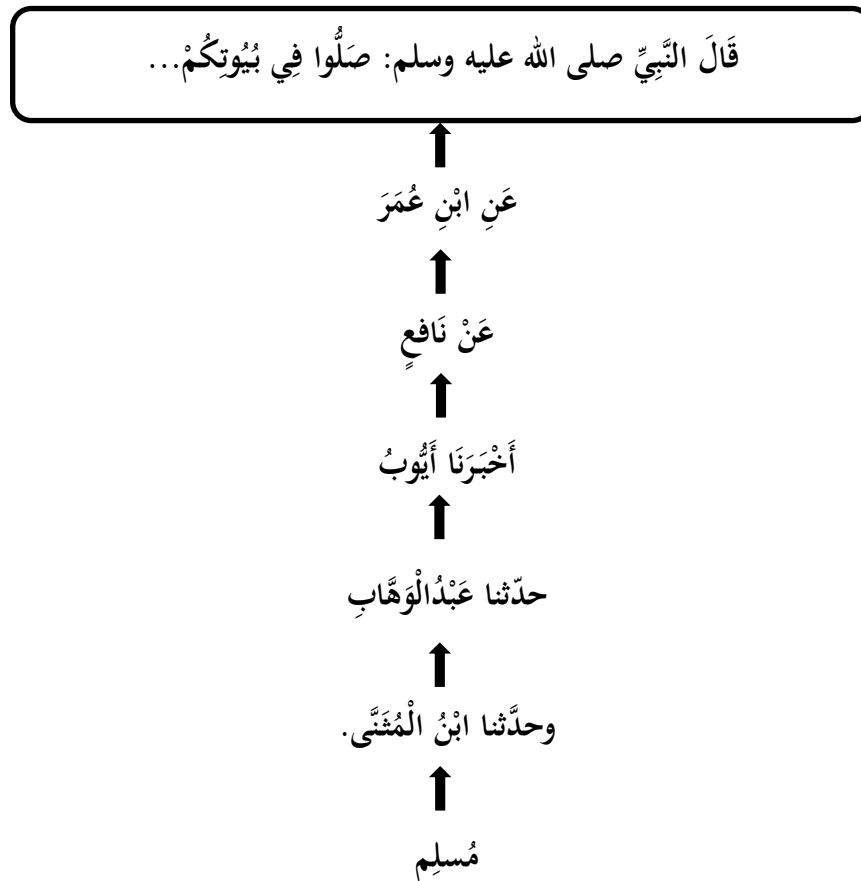 قَالَ النَّبِيِّ صلى الله عليه وسلم: صَلُّوا فِي بُيُوتِكُمْ...
عَنِ ابْنِ عُمَرَ
عَنْ نَافعٍ
أَخْبَرَنَا أَيُّوبُ
حدّثنا عَبْدُالْوَهَّابِ
وحدَّثنا ابْنُ الْمُثَنَّى.
مُسلِم